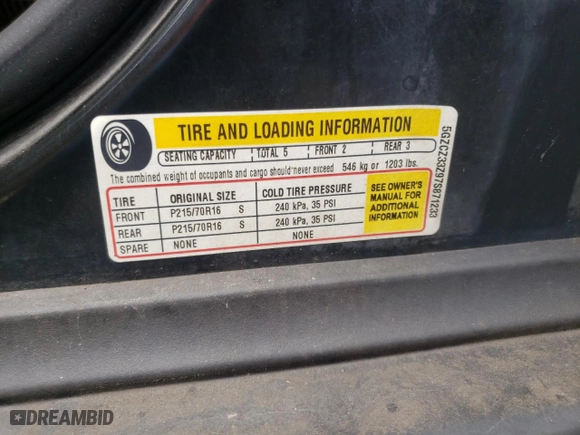 TIRE AND LOADING INFORMATION
SEATING CAPACITY TOTAL 5 FRONT 2 REAR 3
The combined weight of occupants and cargo should never exceed 546 kg or 1203 lbs.
TIRE ORIGINAL SIZE COLD TIRE PRESSURE
FRONT P215/70R16 S 240 kPa, 35 PSI
REAR P215/70R16 S 240 kPa, 35 PSI
SPARE NONE NONE
SEE OWNER'S
MANUAL FOR
ADDITIONAL
INFORMATION
5GZCZ33Z97S871233
DREAMBID